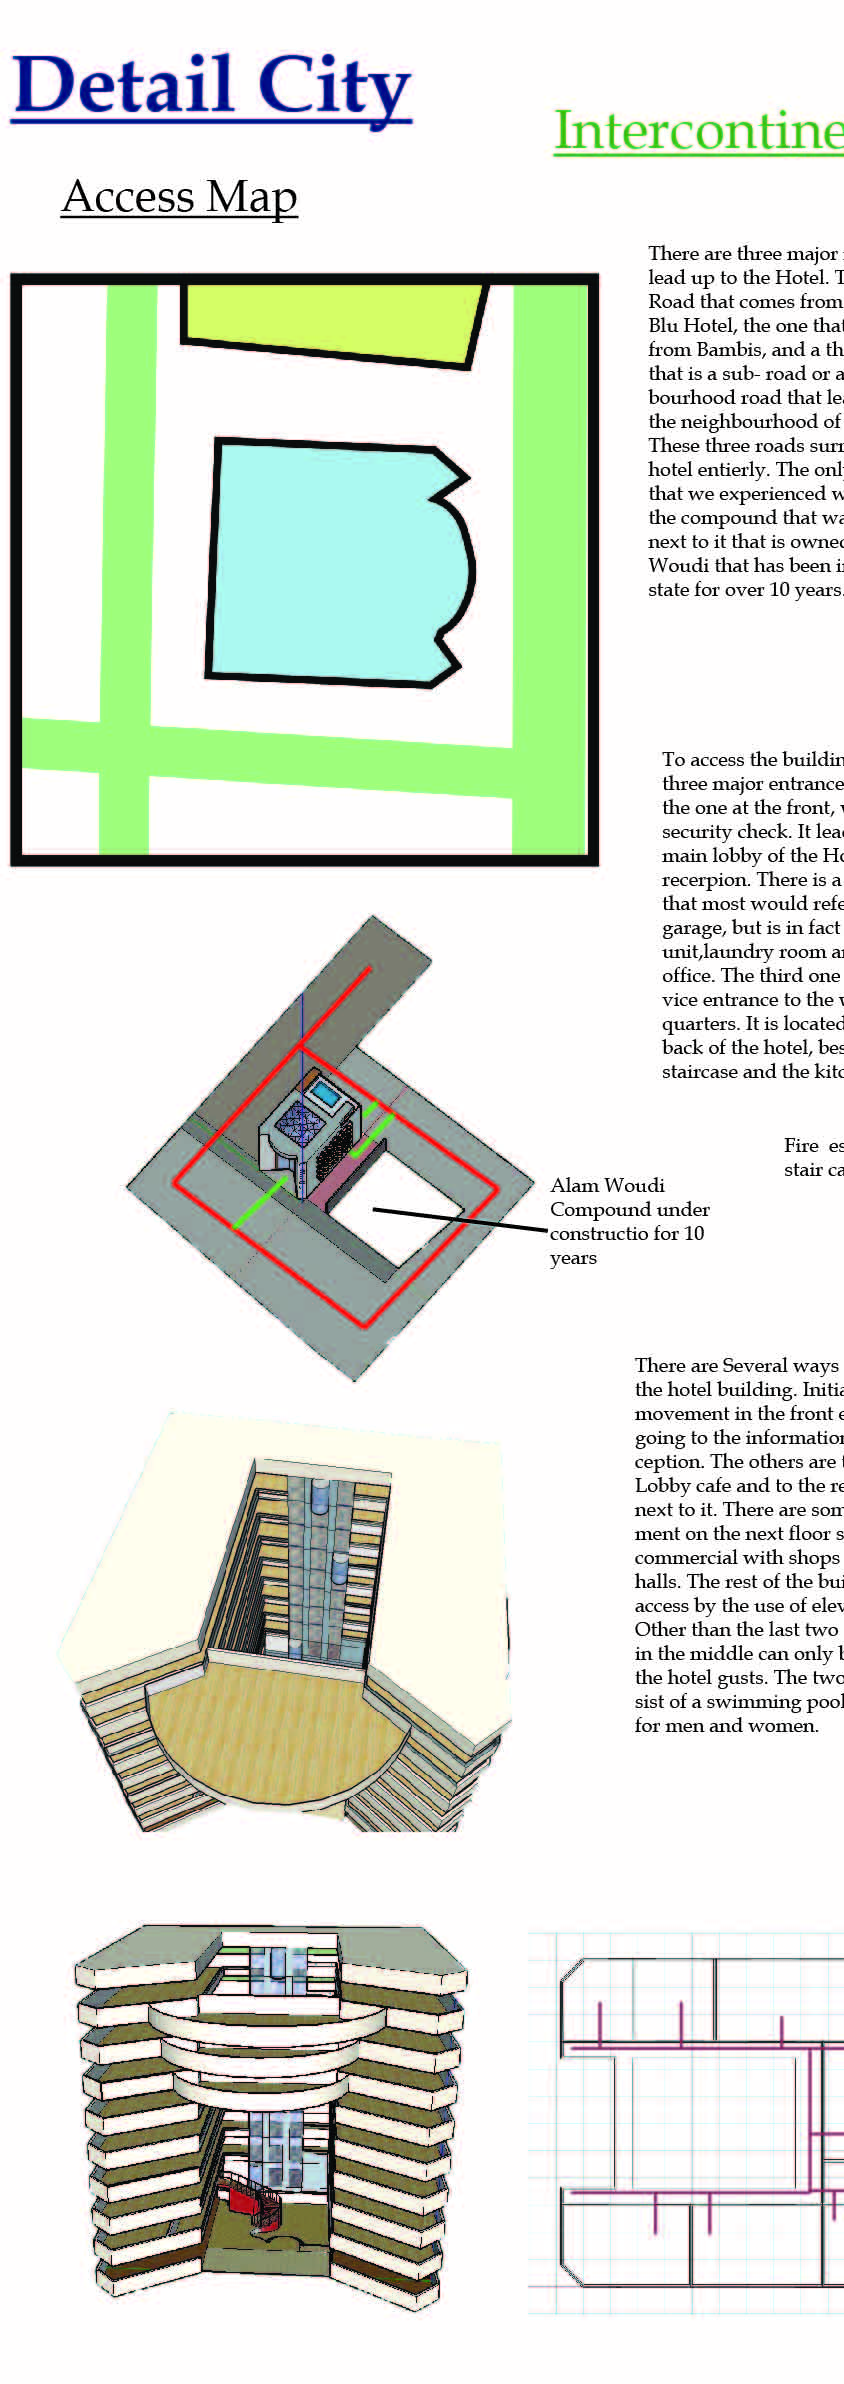 Detail City
Intercontine
Access Map
There are three major
lead up to the Hotel. T
Road that comes from
Blu Hotel, the one that
from Bambis, and a th
that is a sub- road or a
bourhood road that lea
the neighbourhood of
These three roads surr
hotel entierly. The only
that we experienced w
the compound that wa
next to it that is owned
Woudi that has been in
state for over 10 years.
To access the buildin
three major entrance
the one at the front, w
security check. It lead
main lobby of the Ho
recerpion. There is a
that most would refe
garage, but is in fact
unit,laundry room an
office. The third one
vice entrance to the w
quarters. It is located
back of the hotel, bes
staircase and the kitc
Fire es
stair ca
Alam Woudi
Compound under
constructio for 10
years
There are Several ways
the hotel building. Initia
movement in the front e
going to the information
ception. The others are t
Lobby cafe and to the re
next to it. There are som
ment on the next floor s
commercial with shops
halls. The rest of the bui
access by the use of elev
Other than the last two
in the middle can only b
the hotel gusts. The two
sist of a swimming pool
for men and women.